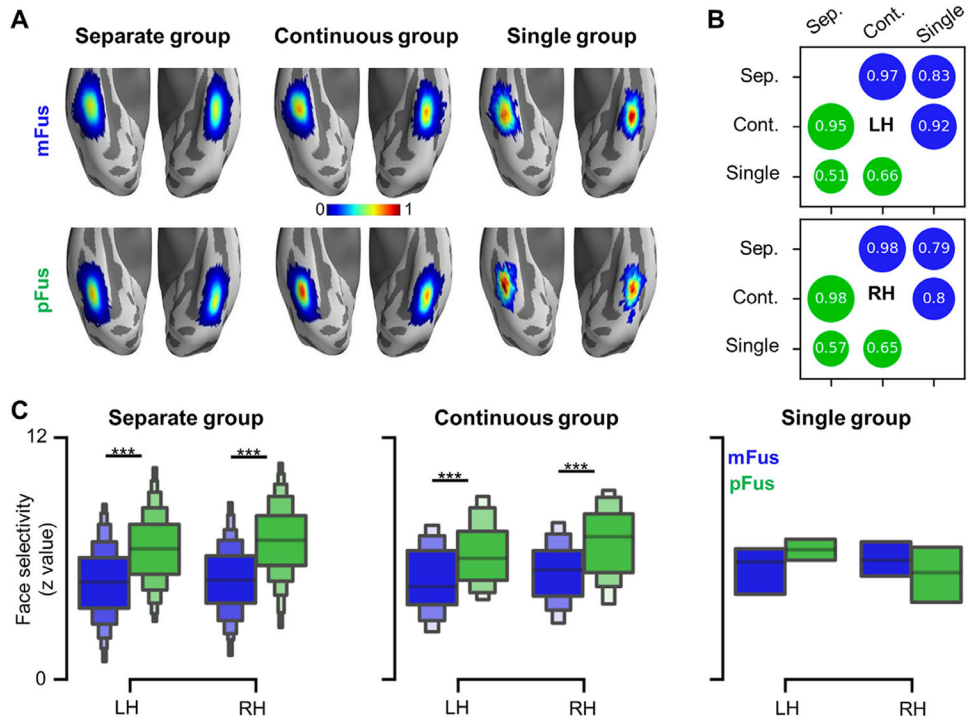 A
Separate group
Continuous group
Single group
mFus
0
1
pFus
B
Sep.
Cont.
Single
Sep.
0.97
0.83
Cont.
0.95
LH
0.92
Single
0.51
0.66
Sep.
0.98
0.79
Cont.
0.98
RH
0.8
Single
0.57
0.65
C
Separate group
Continuous group
Single group
12
Face selectivity
(z value)
0
***
***
***
***
mFus
pFus
LH
RH
LH
RH
LH
RH